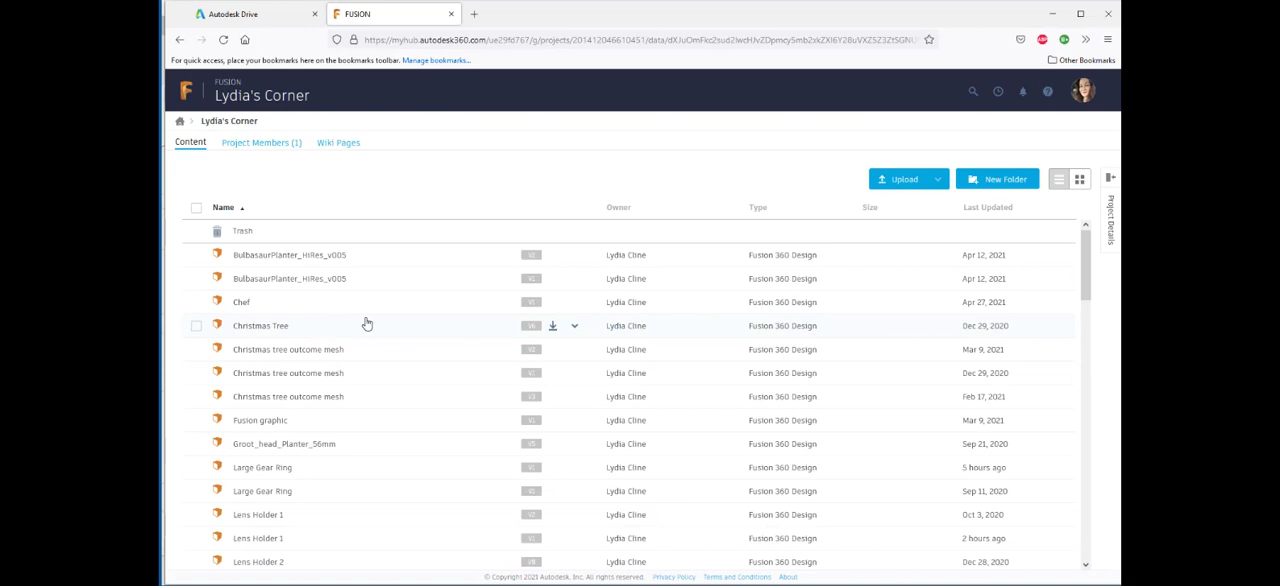 Autodesk Drive
FUSION
https://myhub.autodesk360.com/ue29fd767/g/projects/201412046610451/data/
For quick access, place your bookmarks here on the bookmarks toolbar. Manage bookmarks...
Other Bookmarks
FUSION
Lydia's Corner
Lydia's Corner
Content Project Members (1) Wiki Pages
Upload New Folder
Project Details
Name Owner Type Size Last Updated
Trash
BulbasaurPlanter_HiRes_v005 Lydia Cline Fusion 360 Design Apr 12, 2021
BulbasaurPlanter_HiRes_v005 V1 Lydia Cline Fusion 360 Design Apr 12, 2021
Chef Lydia Cline Fusion 360 Design Apr 27, 2021
Christmas Tree Lydia Cline Fusion 360 Design Dec 29, 2020
Christmas tree outcome mesh V2 Lydia Cline Fusion 360 Design Mar 9, 2021
Christmas tree outcome mesh V1 Lydia Cline Fusion 360 Design Dec 29, 2020
Christmas tree outcome mesh V3 Lydia Cline Fusion 360 Design Feb 17, 2021
Fusion graphic Lydia Cline Fusion 360 Design Mar 9, 2021
Groot_head_Planter_56mm Lydia Cline Fusion 360 Design Sep 21, 2020
Large Gear Ring V1 Lydia Cline Fusion 360 Design 5 hours ago
Large Gear Ring Lydia Cline Fusion 360 Design Sep 11, 2020
Lens Holder 1 V2 Lydia Cline Fusion 360 Design Oct 3, 2020
Lens Holder 1 V1 Lydia Cline Fusion 360 Design 2 hours ago
Lens Holder 2 Lydia Cline Fusion 360 Design Dec 28, 2020
© Copyright 2021 Autodesk, Inc. All rights reserved. Privacy Policy Terms and Conditions About